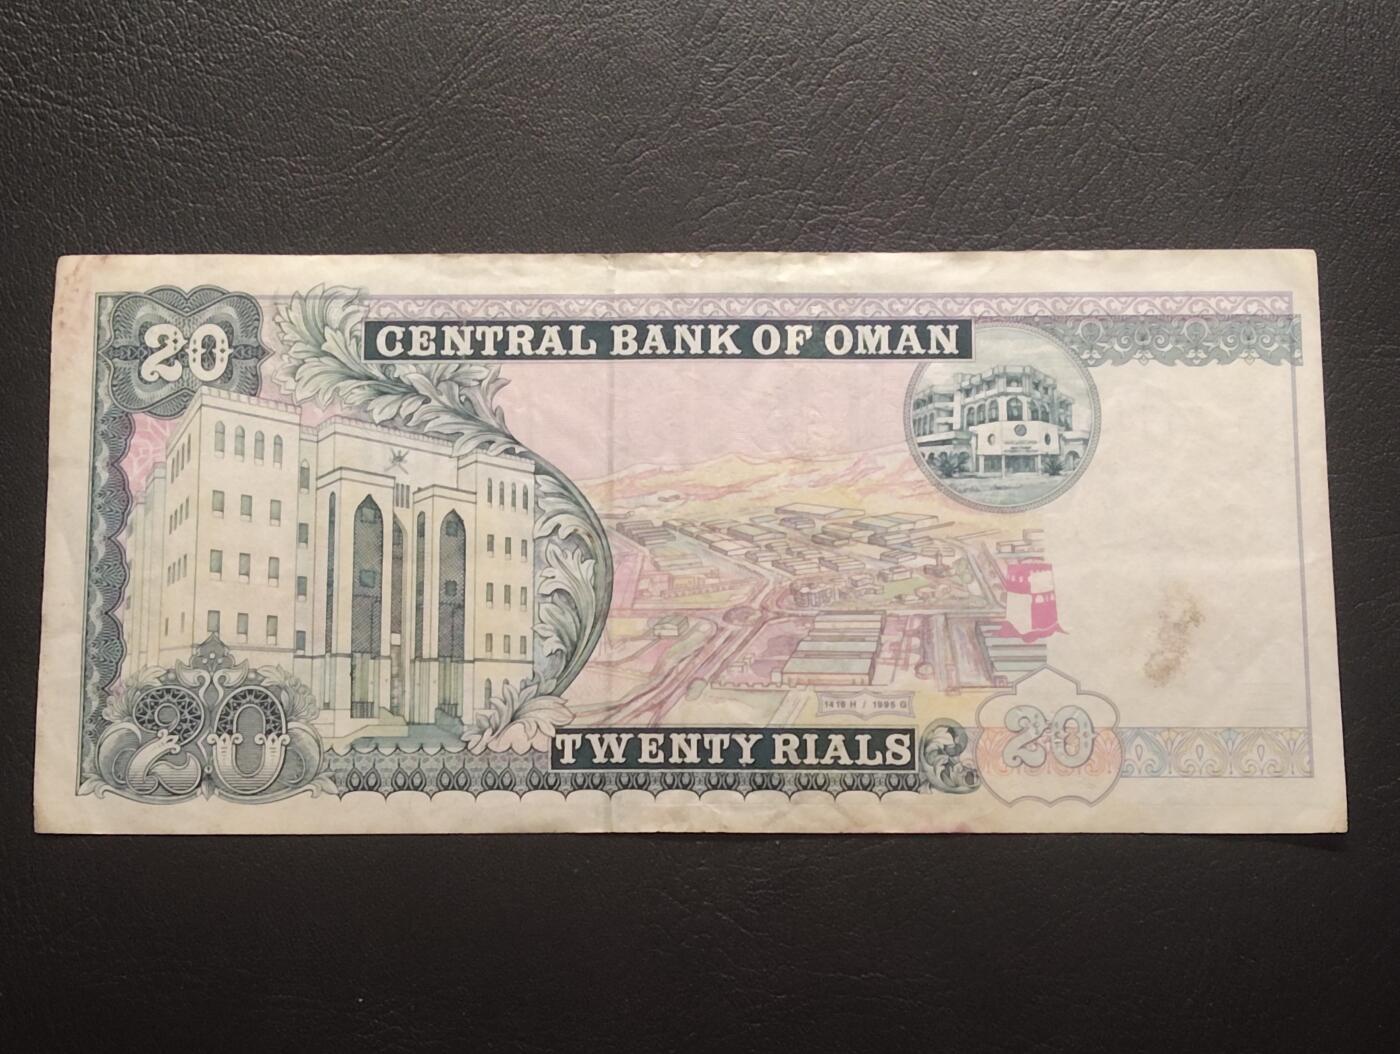 20
CENTRAL BANK OF OMAN
1416 H / 1995 G
TWENTY RIALS
20
20